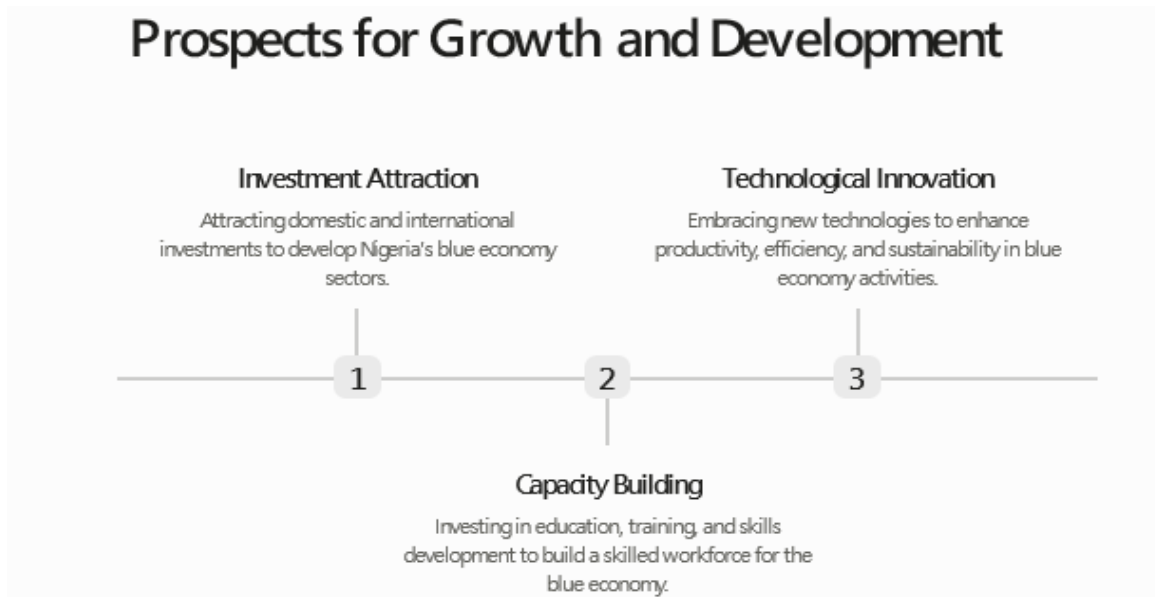 Prospects for Growth and Development
Investment Attraction
Attracting domestic and international
investments to develop Nigeria's blue economy
sectors.
Technological Innovation
Embracing new technologies to enhance
productivity, efficiency, and sustainability in blue
economy activities.
1
2
3
Capacity Building
Investing in education, training, and skills
development to build a skilled workforce for the
blue economy.